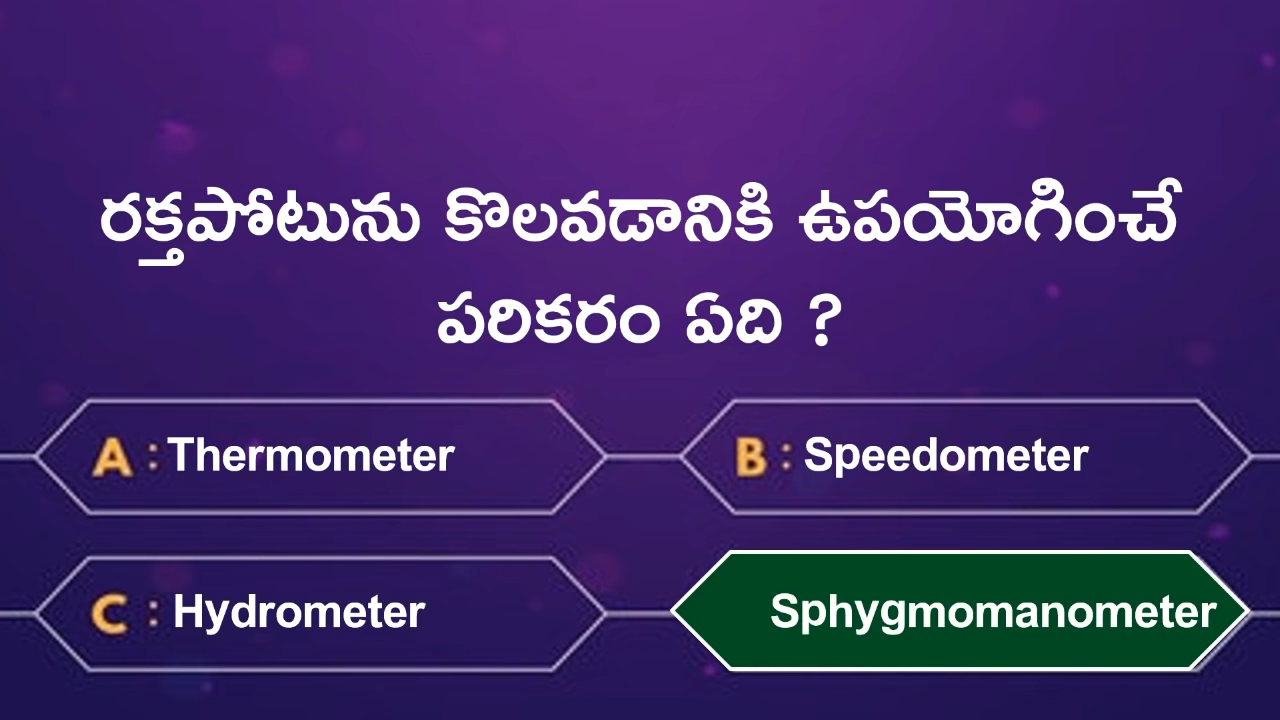 రక్తపోటును కొలవడానికి ఉపయోగించే
పరికరం ఏది ?
A : Thermometer
B : Speedometer
C : Hydrometer
Sphygmomanometer